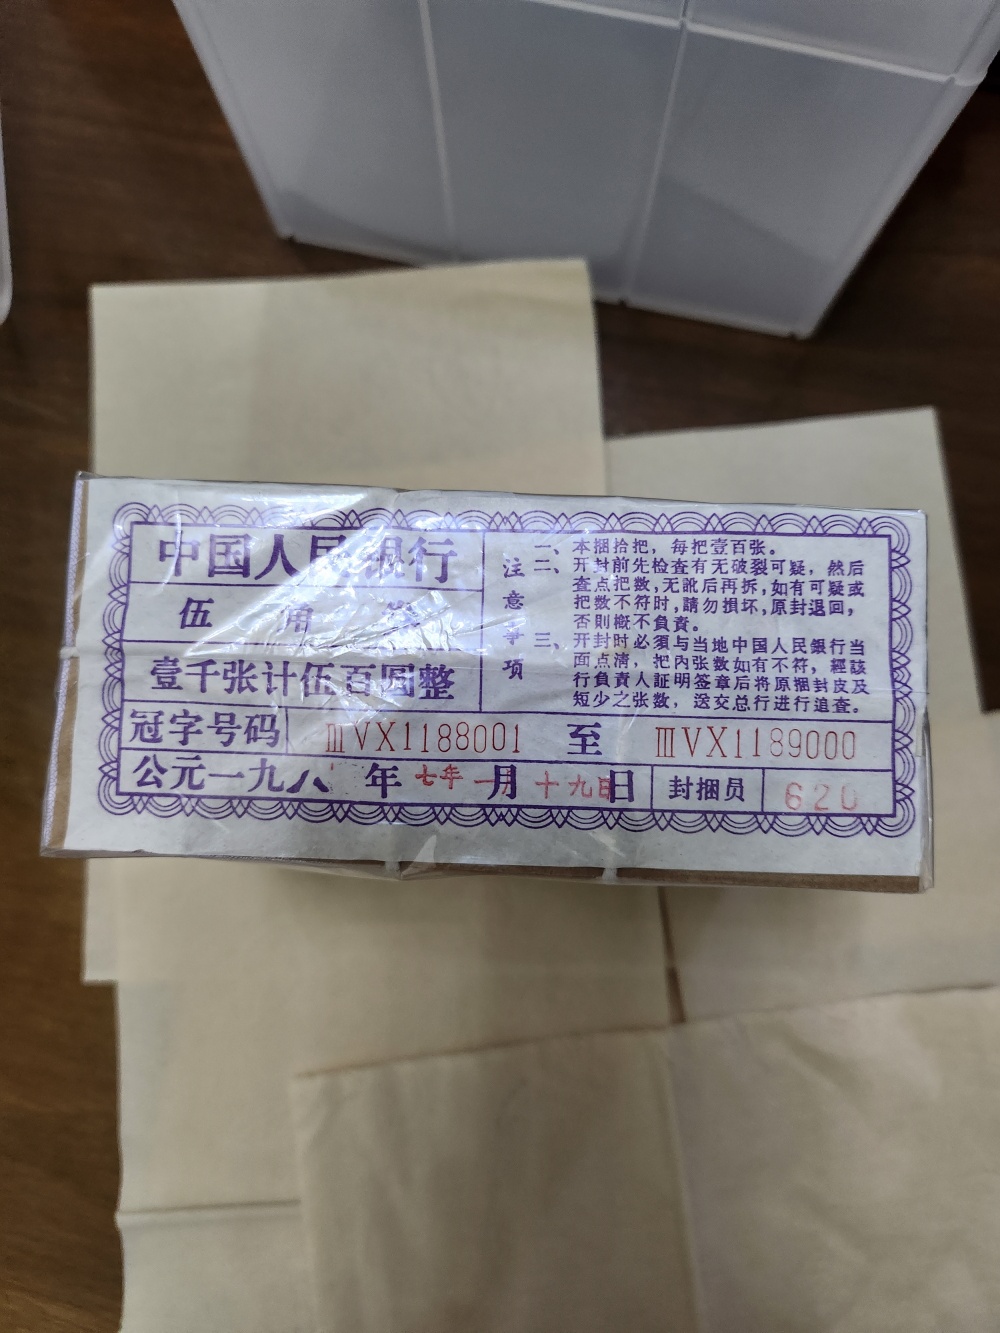 中国人民银行
伍角券
壹千张计伍百圆整
注意事项
一、本捆拾把，每把壹百张。
二、开封前先检查有无破裂可疑，然后
查点把数，无訛后再拆，如有可疑或
把数不符时，請勿損坏，原封退回，
否則概不負責。
三、开封时必須与当地中国人民銀行当
面点清，把內张数如有不符，經該
行負責人証明签章后将原捆封皮及
短少之张数，送交总行进行追查。
冠字号码 ⅢVX1188001 至 ⅢVX1189000
公元一九八 年 七年 一月 十九日 日 封捆员 620